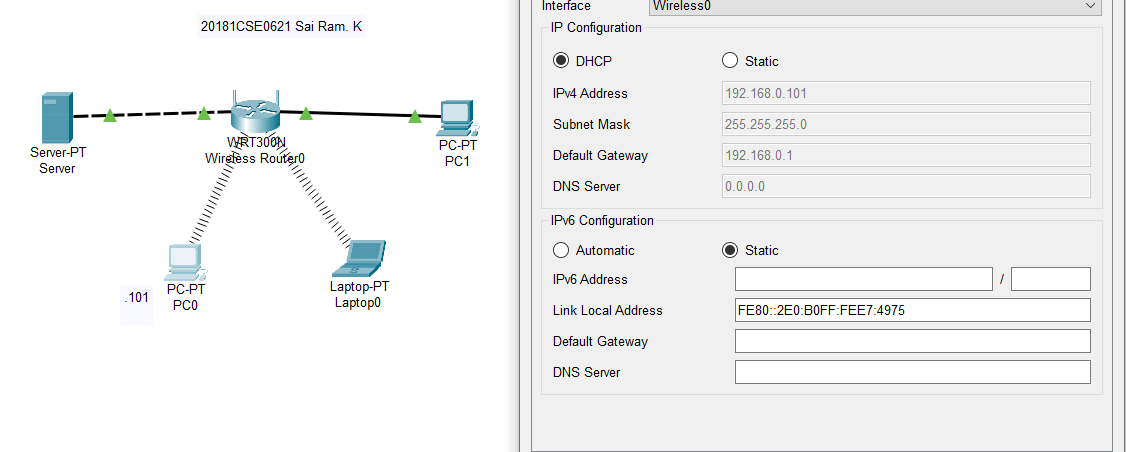 20181CSE0621 Sai Ram. K
Server-PT
Server
WRT300N
Wireless Router0
PC-PT
PC1
.101
PC-PT
PC0
Laptop-PT
Laptop0
Interface
Wireless0
IP Configuration
DHCP
Static
IPv4 Address
192.168.0.101
Subnet Mask
255.255.255.0
Default Gateway
192.168.0.1
DNS Server
0.0.0.0
IPv6 Configuration
Automatic
Static
IPv6 Address
/
Link Local Address
FE80::2E0:B0FF:FEE7:4975
Default Gateway
DNS Server